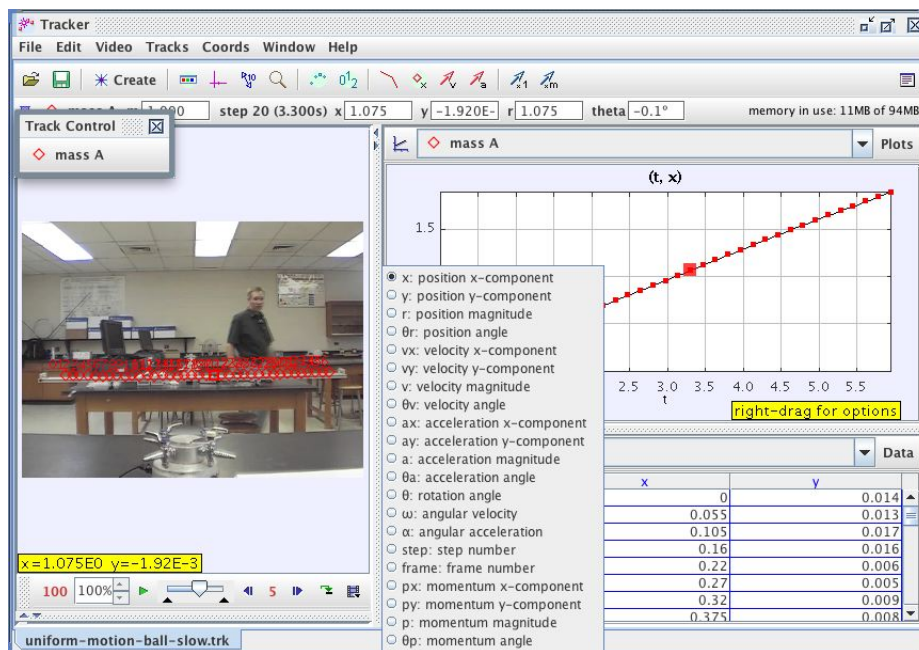 Tracker
File Edit Video Tracks Coords Window Help
Create
step 20 (3.300s) x 1.075 y -1.920E- r 1.075 theta -0.1° memory in use: 11MB of 94MB
Track Control
mass A
mass A Plots
(t, x)
1.5
2.5 3.0 3.5 4.0 4.5 5.0 5.5
t
right-drag for options
x: position x-component
y: position y-component
r: position magnitude
θr: position angle
vx: velocity x-component
vy: velocity y-component
v: velocity magnitude
θv: velocity angle
ax: acceleration x-component
ay: acceleration y-component
a: acceleration magnitude
θa: acceleration angle
θ: rotation angle
ω: angular velocity
α: angular acceleration
step: step number
frame: frame number
px: momentum x-component
py: momentum y-component
p: momentum magnitude
θp: momentum angle
Data
x y
0 0.014
0.055 0.013
0.105 0.017
0.16 0.016
0.22 0.006
0.27 0.005
0.32 0.009
0.375 0.008
x=1.075E0 y=-1.92E-3
100 100% 5
uniform-motion-ball-slow.trk